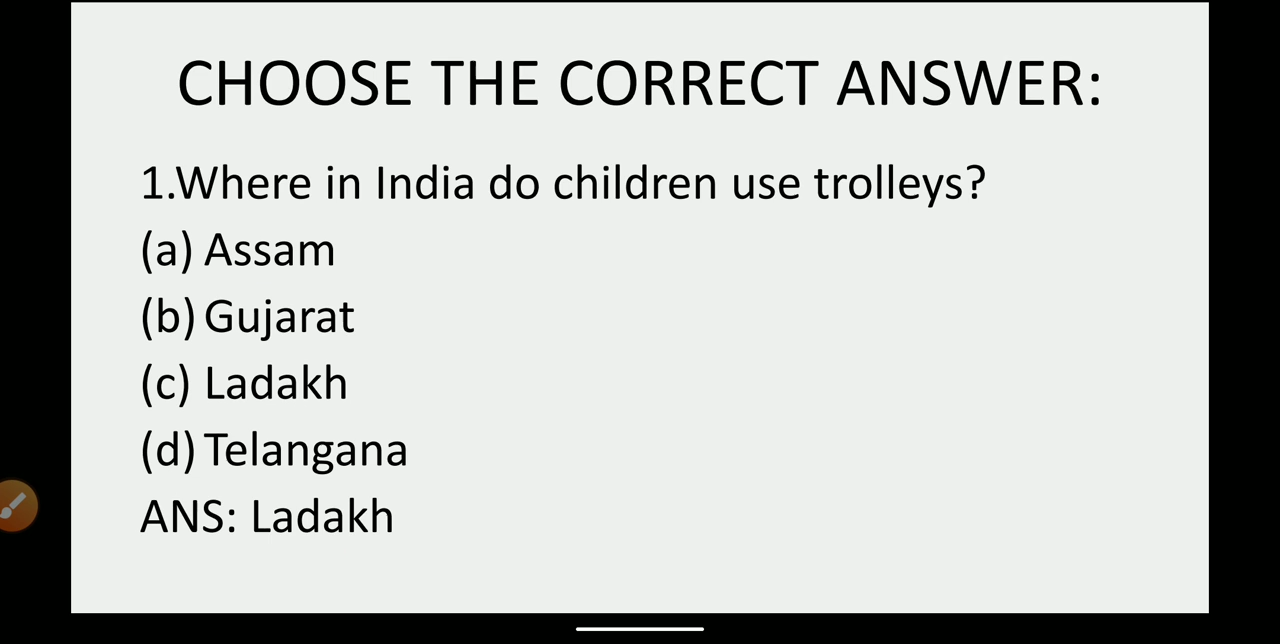 CHOOSE THE CORRECT ANSWER:
1.Where in India do children use trolleys?
(a) Assam
(b) Gujarat
(c) Ladakh
(d) Telangana
ANS: Ladakh